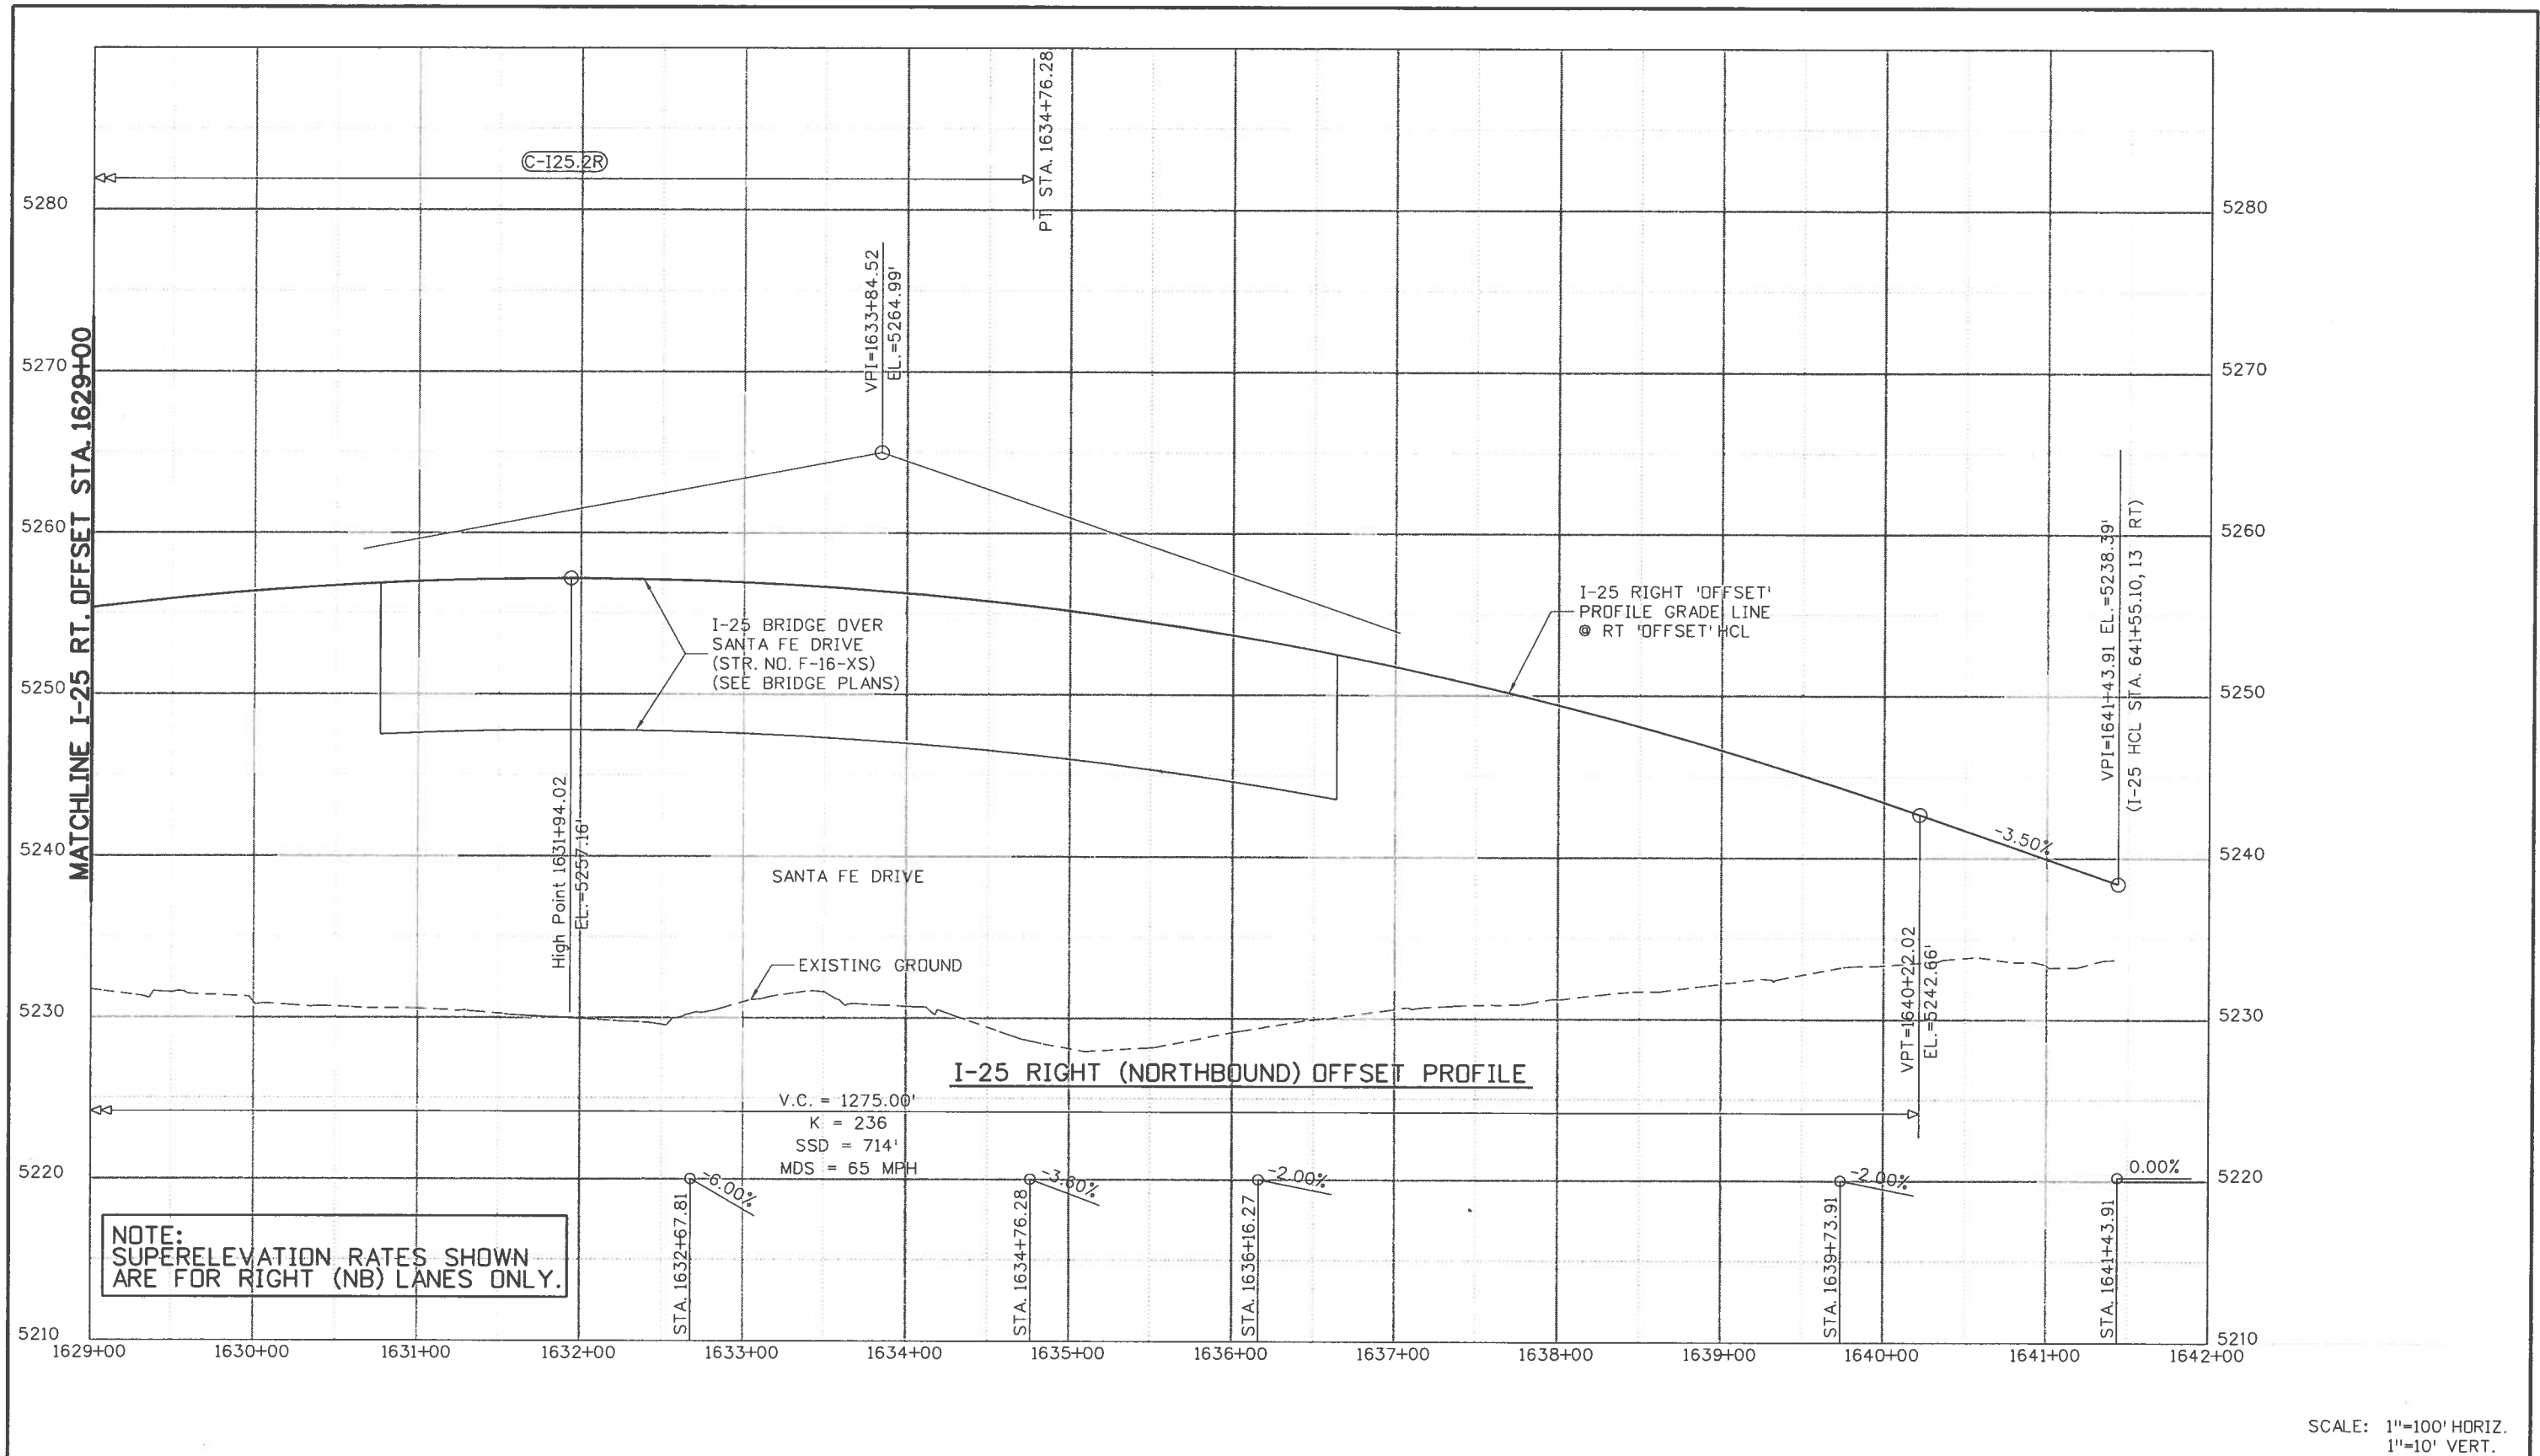 C-I25.2R
PT STA. 1634+76.28
VPI=1633+84.52
EL.=5264.99'
MATCHLINE I-25 RT. OFFSET STA. 1629+00
5280
5270
5260
5250
5240
5230
5220
5210
5280
5270
5260
5250
5240
5230
5220
5210
I-25 BRIDGE OVER
SANTA FE DRIVE
(STR. NO. F-16-XS)
(SEE BRIDGE PLANS)
I-25 RIGHT 'OFFSET'
PROFILE GRADE LINE
@ RT 'OFFSET' HCL
VPI=1641+43.91 EL.=5238.39'
(I-25 HCL STA. 641+55.10, 13 RT)
High Point 1631+94.02
EL.=5257.16'
-3.50%
SANTA FE DRIVE
EXISTING GROUND
VPT=1640+22.02
EL.=5242.66'
I-25 RIGHT (NORTHBOUND) OFFSET PROFILE
V.C. = 1275.00'
K = 236
SSD = 714'
MDS = 65 MPH
-6.00%
-3.60%
-2.00%
-2.00%
0.00%
STA. 1632+67.81
STA. 1634+76.28
STA. 1636+16.27
STA. 1639+73.91
STA. 1641+43.91
NOTE:
SUPERELEVATION RATES SHOWN
ARE FOR RIGHT (NB) LANES ONLY.
1629+00 1630+00 1631+00 1632+00 1633+00 1634+00 1635+00 1636+00 1637+00 1638+00 1639+00 1640+00 1641+00 1642+00
SCALE: 1"=100' HORIZ.
1"=10' VERT.